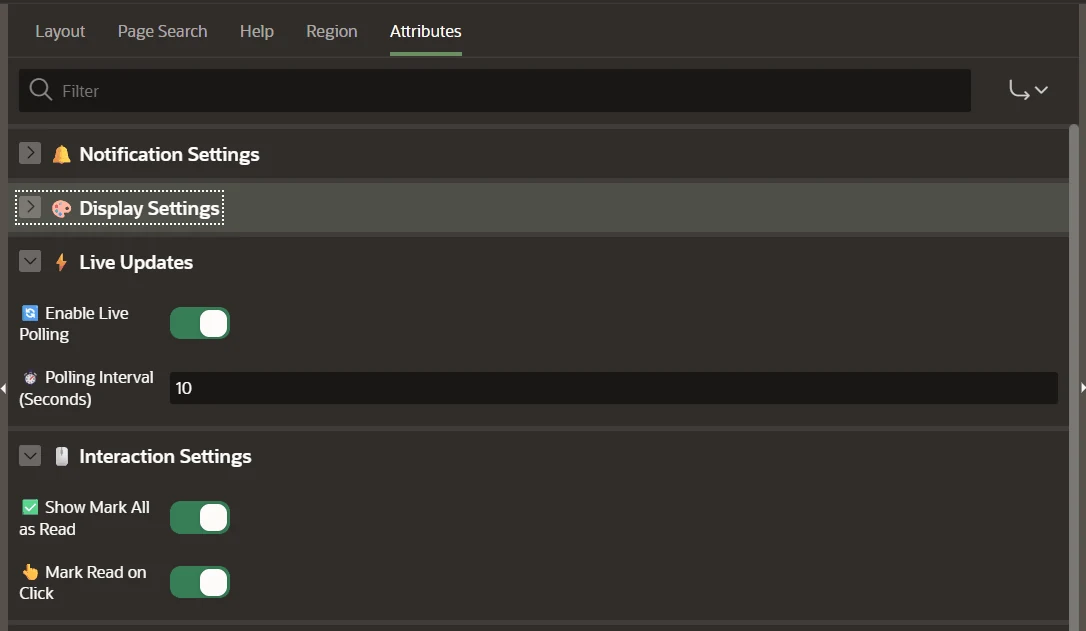 Layout Page Search Help Region Attributes
Filter
Notification Settings
Display Settings
Live Updates
Enable Live
Polling
Polling Interval
(Seconds)
10
Interaction Settings
Show Mark All
as Read
Mark Read on
Click